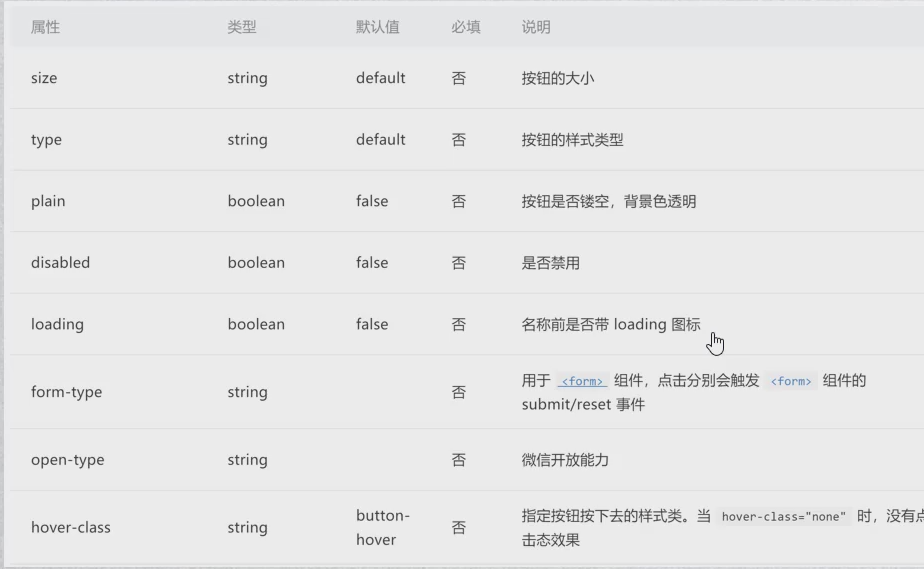 属性 类型 默认值 必填 说明
size string default 否 按钮的大小
type string default 否 按钮的样式类型
plain boolean false 否 按钮是否镂空，背景色透明
disabled boolean false 否 是否禁用
loading boolean false 否 名称前是否带 loading 图标
form-type string 否 用于 <form> 组件，点击分别会触发 <form> 组件的
submit/reset 事件
open-type string 否 微信开放能力
hover-class string button- 否 指定按钮按下去的样式类。当 hover-class="none" 时，没有点
hover 击态效果